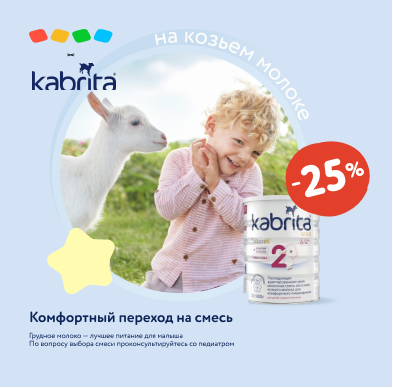 на козьем молоке
kabrita
-25%
kabrita
2
Комфортный переход на смесь
Грудное молоко — лучшее питание для малыша
По вопросу выбора смеси проконсультируйтесь со педиатром